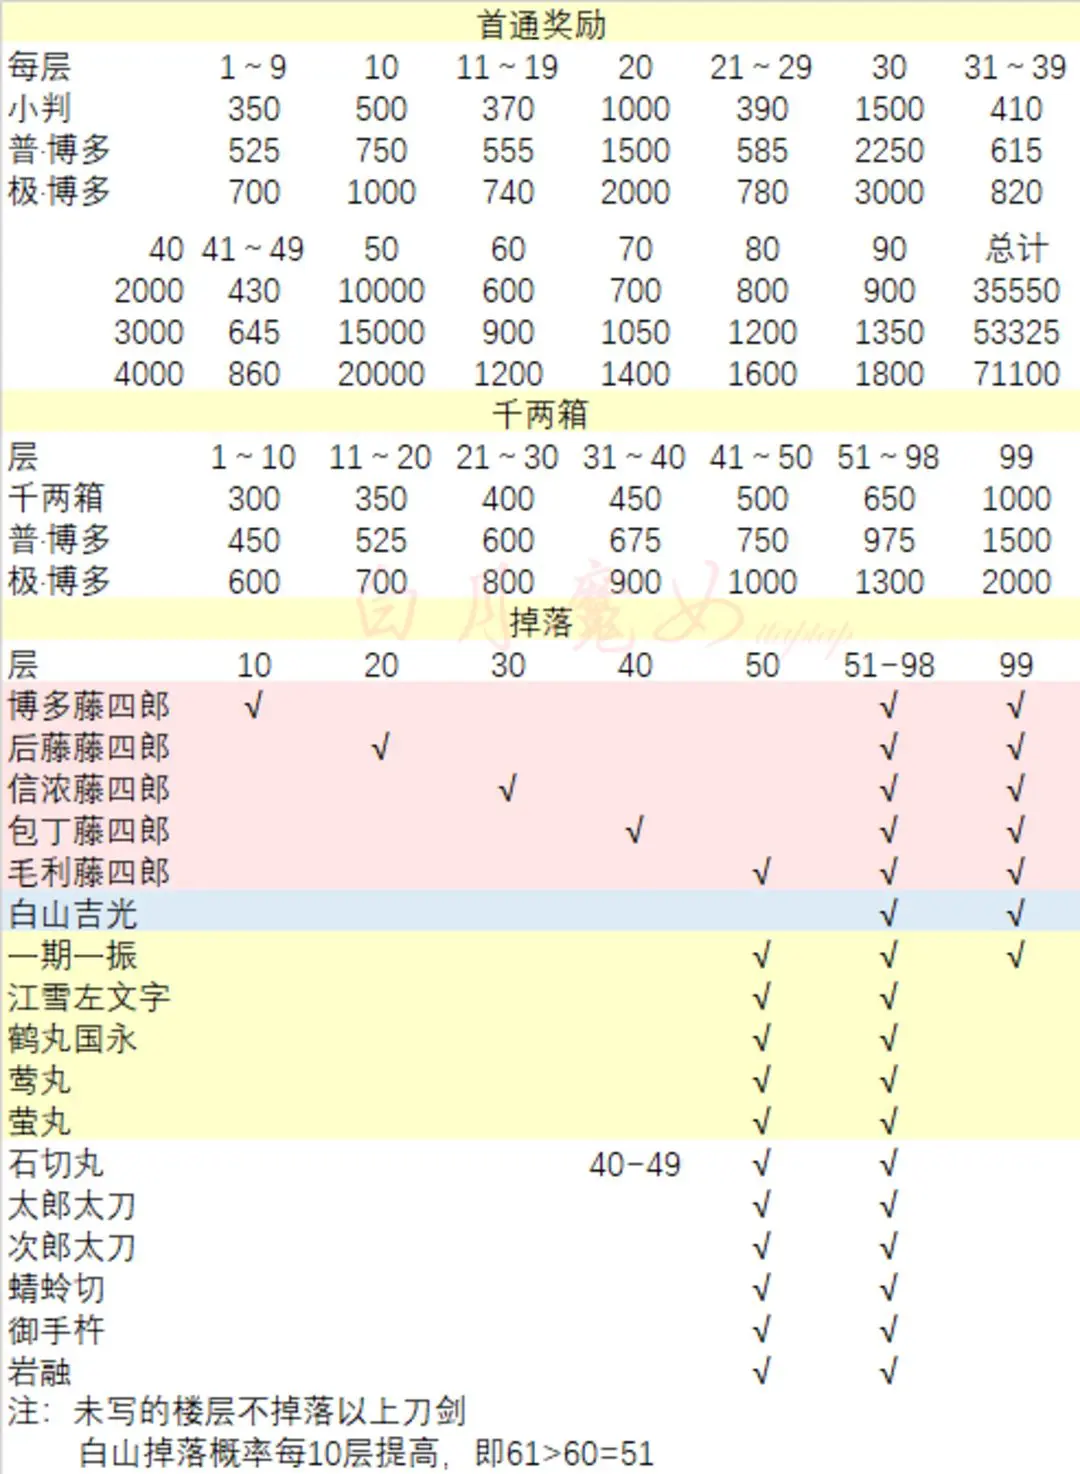 首通奖励
每层 1~9 10 11~19 20 21~29 30 31~39
小判 350 500 370 1000 390 1500 410
普·博多 525 750 555 1500 585 2250 615
极·博多 700 1000 740 2000 780 3000 820
40 41~49 50 60 70 80 90 总计
2000 430 10000 600 700 800 900 35550
3000 645 15000 900 1050 1200 1350 53325
4000 860 20000 1200 1400 1600 1800 71100
千两箱
层 1~10 11~20 21~30 31~40 41~50 51~98 99
千两箱 300 350 400 450 500 650 1000
普·博多 450 525 600 675 750 975 1500
极·博多 600 700 800 900 1000 1300 2000
白月魔め
掉落
层 10 20 30 40 50 51-98 99
博多藤四郎 √ √ √
后藤藤四郎 √ √ √
信浓藤四郎 √ √ √
包丁藤四郎 √ √ √
毛利藤四郎 √ √ √
白山吉光 √ √
一期一振 √ √ √
江雪左文字 √ √
鹤丸国永 √ √
莺丸 √ √
萤丸 √ √
石切丸 40-49 √ √
太郎太刀 √ √
次郎太刀 √ √
蜻蛉切 √ √
御手杵 √ √
岩融 √ √
注：未写的楼层不掉落以上刀剑
白山掉落概率每10层提高，即61>60=51